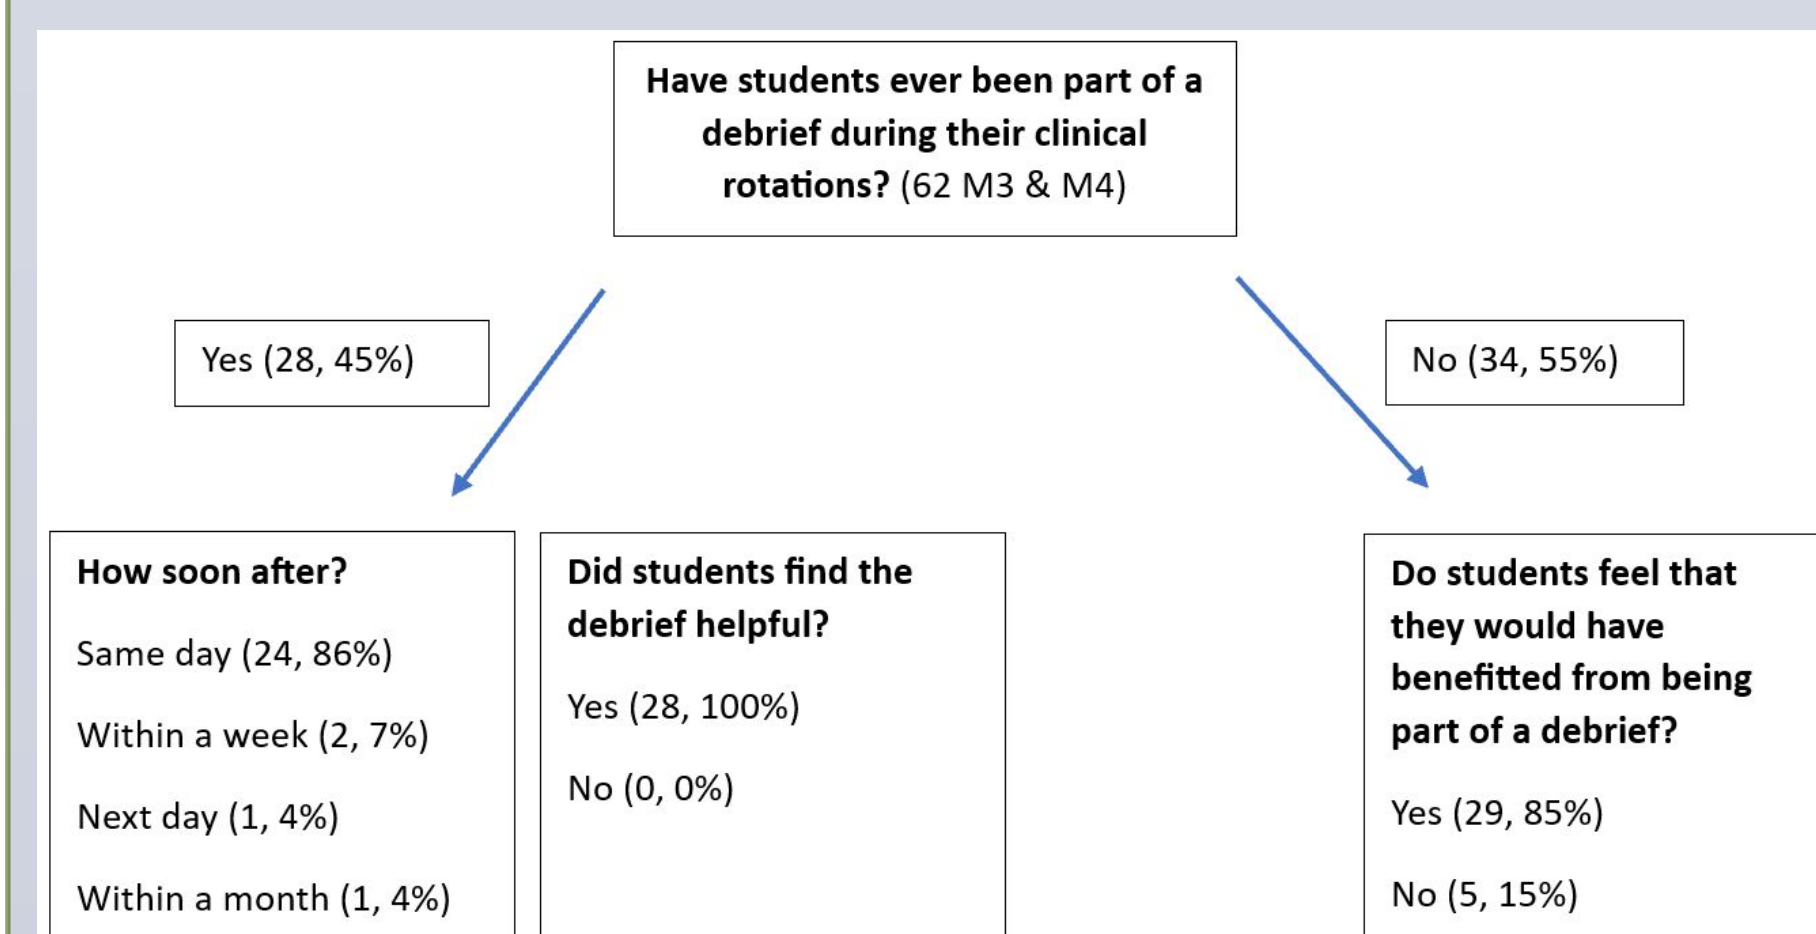 Have students ever been part of a
debrief during their clinical
rotations? (62 M3 & M4)
Yes (28, 45%)
No (34, 55%)
How soon after?
Same day (24, 86%)
Within a week (2, 7%)
Next day (1, 4%)
Within a month (1, 4%)
Did students find the
debrief helpful?
Yes (28, 100%)
No (0, 0%)
Do students feel that
they would have
benefitted from being
part of a debrief?
Yes (29, 85%)
No (5, 15%)